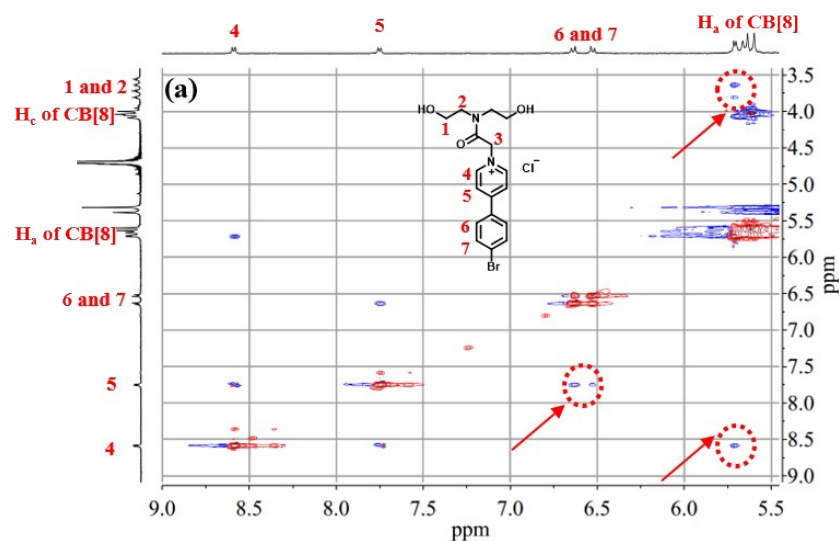 4 5 6 and 7 Ha of CB[8]
1 and 2
Hc of CB[8]
Ha of CB[8]
6 and 7
5
4
(a)
HO 2 OH
1 N
O 3
N
+
4 Cl−
5
6
7
Br
3.5
4.0
4.5
5.0
5.5
6.0
6.5
7.0
7.5
8.0
8.5
9.0
ppm
9.0 8.5 8.0 7.5 7.0 6.5 6.0 5.5
ppm